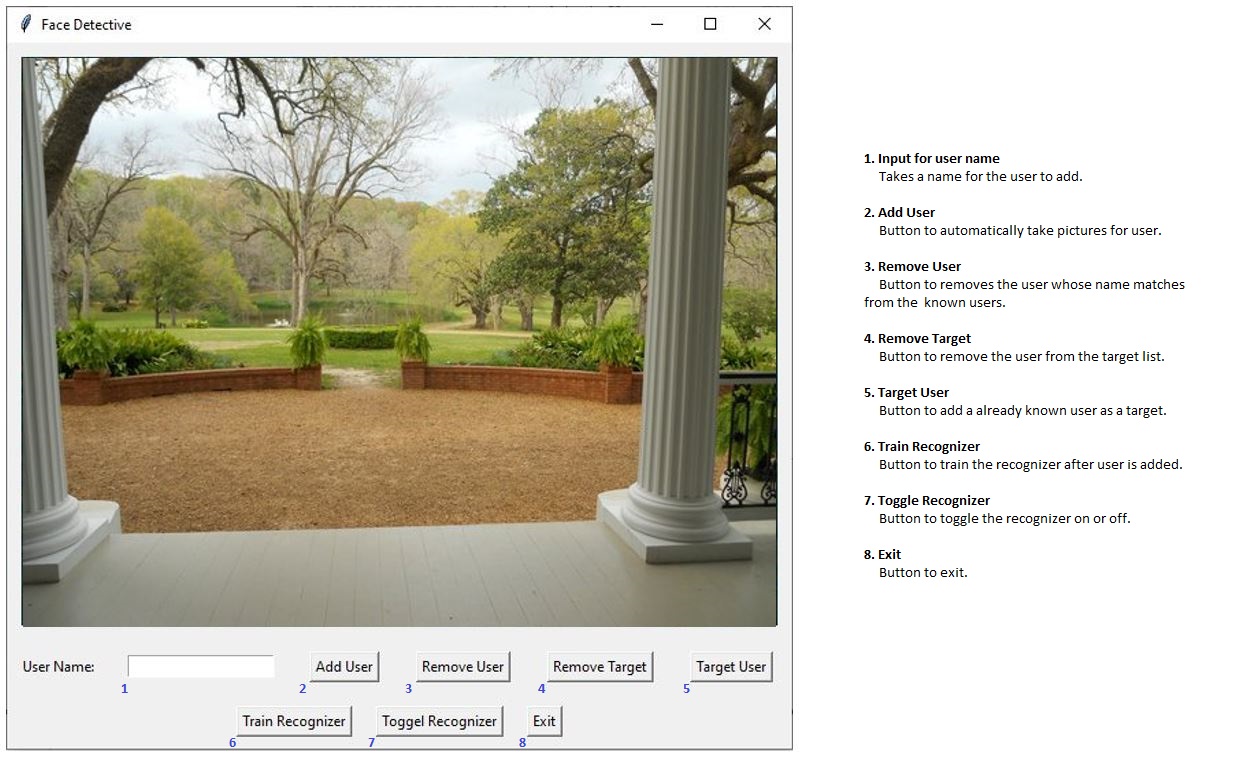 Face Detective
User Name:
Add User
Remove User
Remove Target
Target User
1
2
3
4
5
Train Recognizer
Toggel Recognizer
Exit
6
7
8
1. Input for user name
Takes a name for the user to add.
2. Add User
Button to automatically take pictures for user.
3. Remove User
Button to removes the user whose name matches
from the known users.
4. Remove Target
Button to remove the user from the target list.
5. Target User
Button to add a already known user as a target.
6. Train Recognizer
Button to train the recognizer after user is added.
7. Toggle Recognizer
Button to toggle the recognizer on or off.
8. Exit
Button to exit.